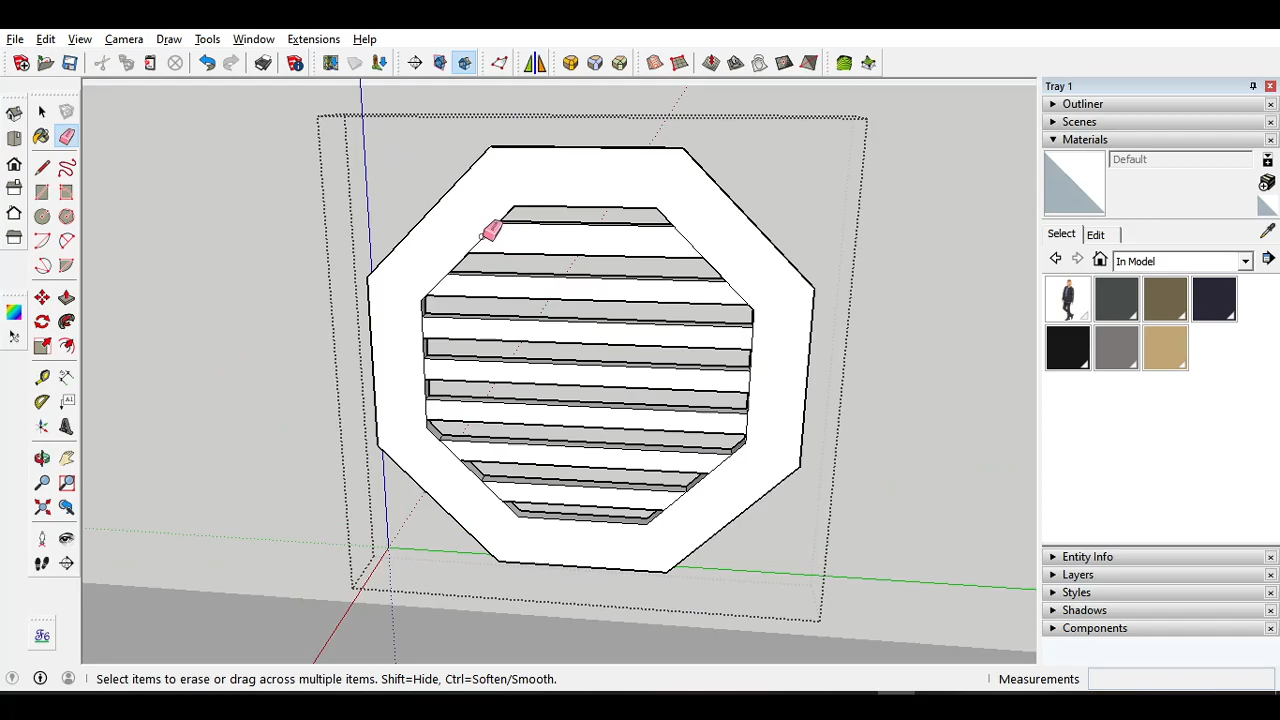 File Edit View Camera Draw Tools Window Extensions Help
Tray 1
Outliner
Scenes
Materials
Default
Select Edit
In Model
Entity Info
Layers
Styles
Shadows
Components
Select items to erase or drag across multiple items. Shift=Hide, Ctrl=Soften/Smooth.
Measurements